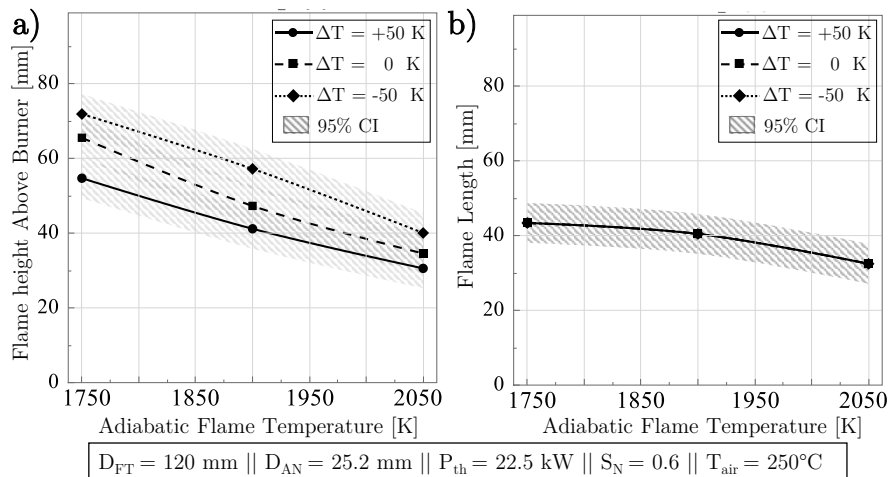 a)
ΔT = +50 K
ΔT = 0 K
ΔT = -50 K
95% CI
Flame height Above Burner [mm]
80
60
40
20
0
1750 1850 1950 2050
Adiabatic Flame Temperature [K]
b)
ΔT = +50 K
ΔT = 0 K
ΔT = -50 K
95% CI
Flame Length [mm]
80
60
40
20
0
1750 1850 1950 2050
Adiabatic Flame Temperature [K]
D_FT = 120 mm || D_AN = 25.2 mm || P_th = 22.5 kW || S_N = 0.6 || T_air = 250°C